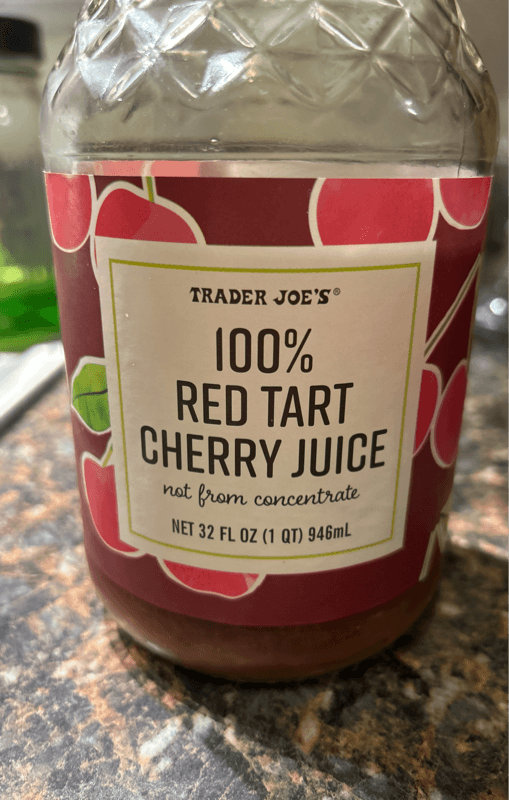 TRADER JOE'S®
100%
RED TART
CHERRY JUICE
not from concentrate
NET 32 FL OZ (1 QT) 946mL